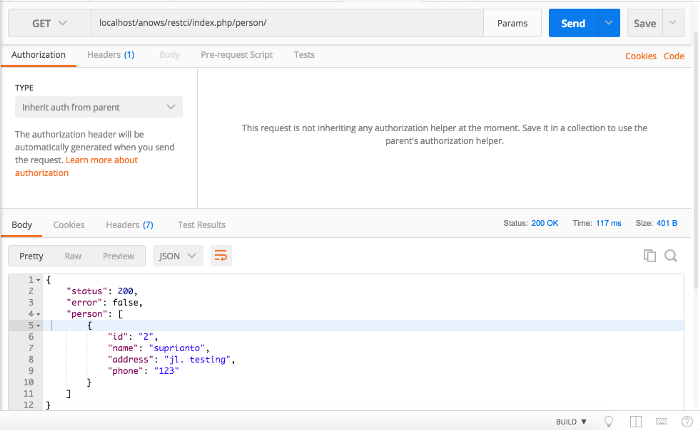 GET localhost/anows/restci/index.php/person/ Params Send Save
Authorization Headers (1) Body Pre-request Script Tests Cookies Code
TYPE
Inherit auth from parent
The authorization header will be
automatically generated when you send
the request. Learn more about
authorization
This request is not inheriting any authorization helper at the moment. Save it in a collection to use the
parent's authorization helper.
Body Cookies Headers (7) Test Results Status: 200 OK Time: 117 ms Size: 401 B
Pretty Raw Preview JSON
1 {
2 "status": 200,
3 "error": false,
4 "person": [
5 {
6 "id": "2",
7 "name": "suprianto",
8 "address": "jl. testing",
9 "phone": "123"
10 }
11 ]
12 }
BUILD